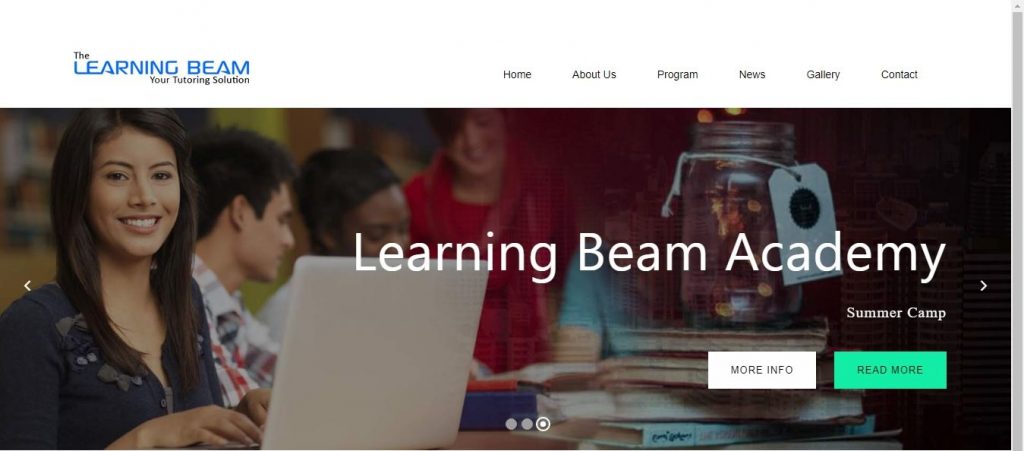 The
LEARNING BEAM
Your Tutoring Solution
Home About Us Program News Gallery Contact
Learning Beam Academy
Summer Camp
MORE INFO READ MORE